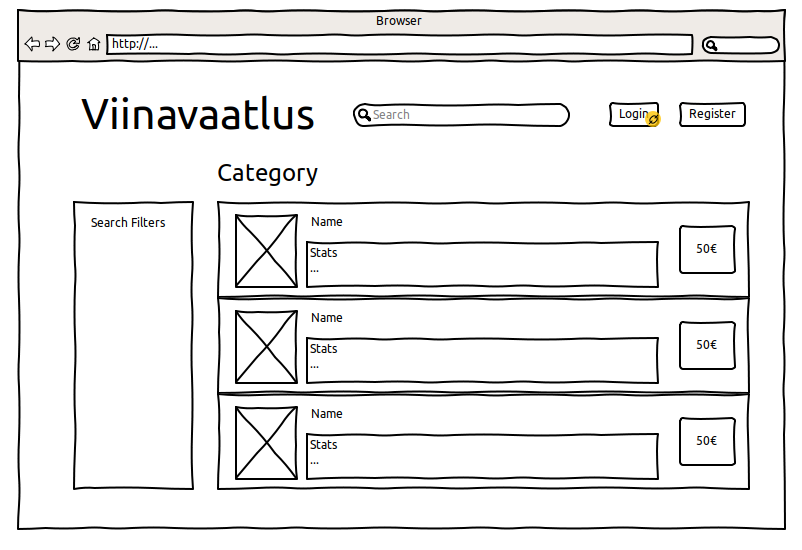 Browser
http://...
Viinavaatlus
Search
Login
Register
Category
Search Filters
Name
Stats
...
50€
Name
Stats
...
50€
Name
Stats
...
50€